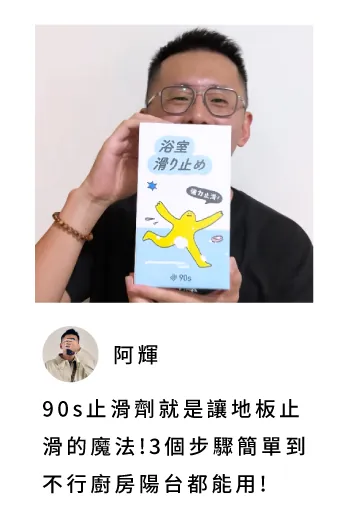 浴室
滑り止め
強力止滑!
90s
阿輝
90s止滑劑就是讓地板止
滑的魔法!3個步驟簡單到
不行廚房陽台都能用!